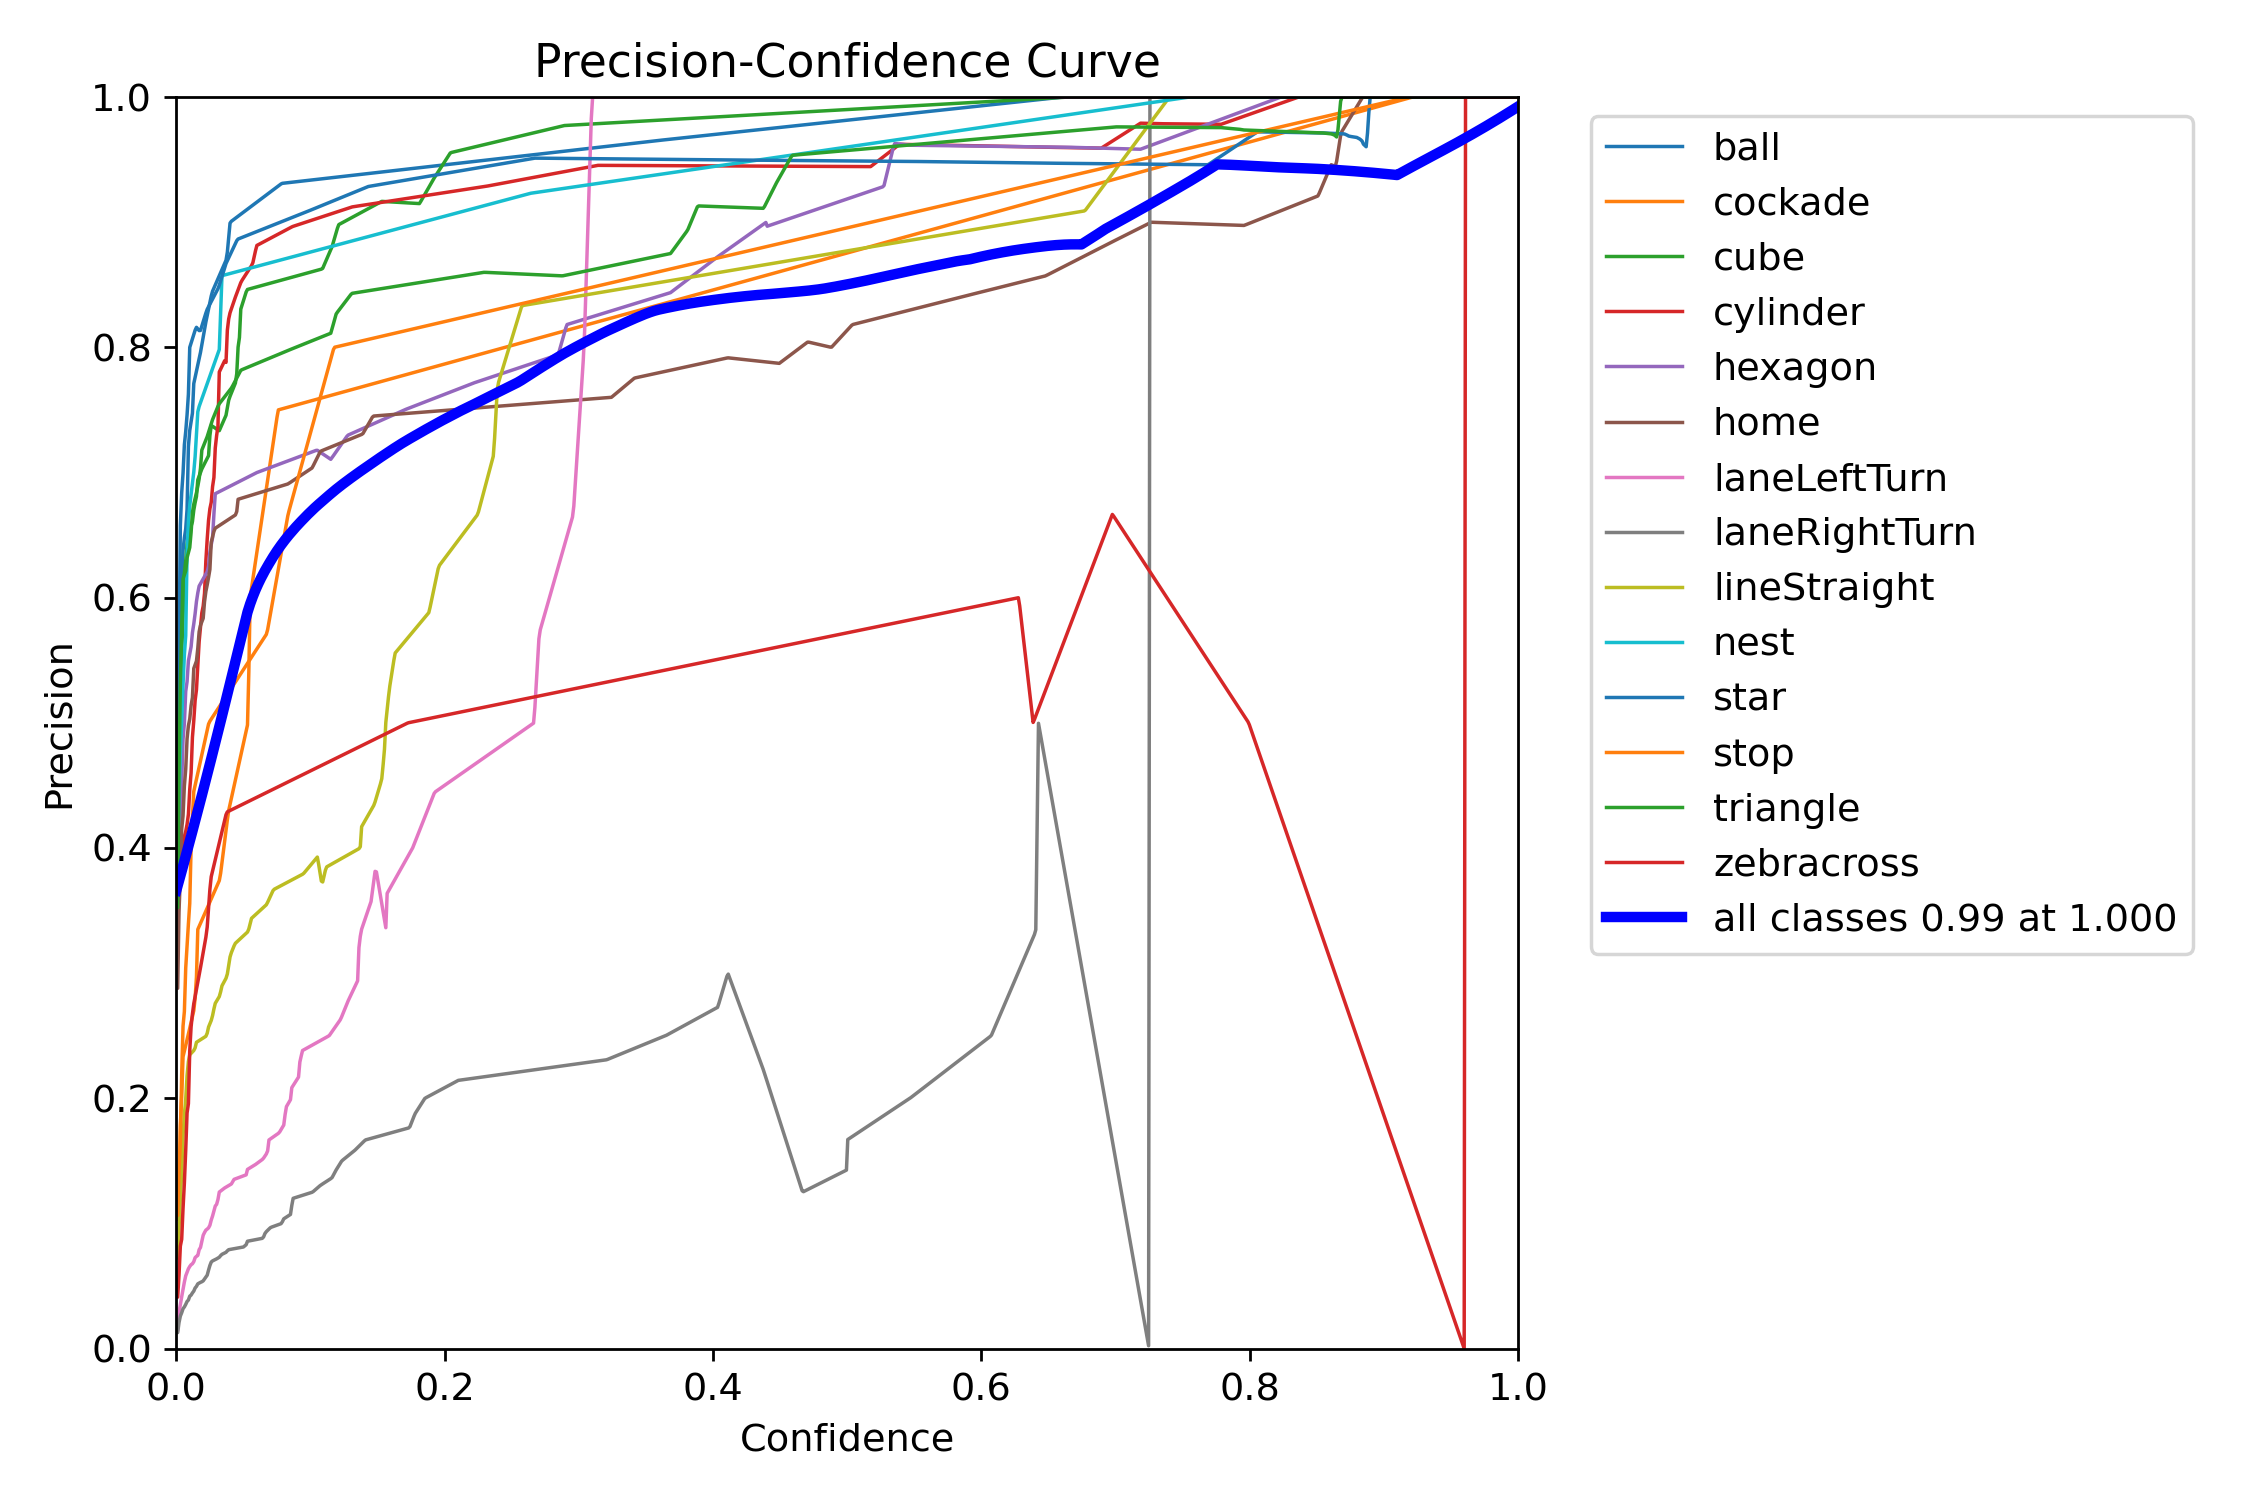 Precision-Confidence Curve
1.0
0.8
0.6
0.4
0.2
0.0
Precision
0.0 0.2 0.4 0.6 0.8 1.0
Confidence
ball
cockade
cube
cylinder
hexagon
home
laneLeftTurn
laneRightTurn
lineStraight
nest
star
stop
triangle
zebracross
all classes 0.99 at 1.000